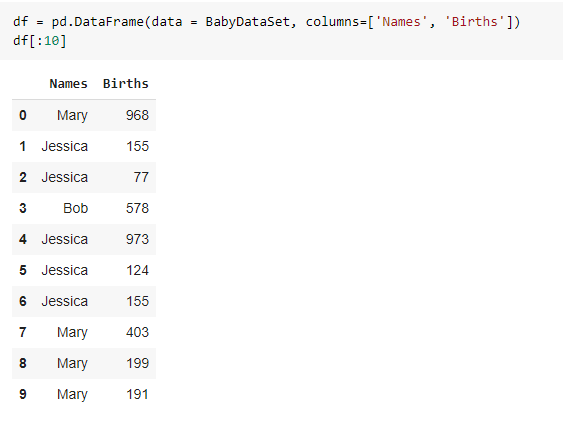 df = pd.DataFrame(data = BabyDataSet, columns=['Names', 'Births'])
df[:10]
Names Births
0 Mary 968
1 Jessica 155
2 Jessica 77
3 Bob 578
4 Jessica 973
5 Jessica 124
6 Jessica 155
7 Mary 403
8 Mary 199
9 Mary 191